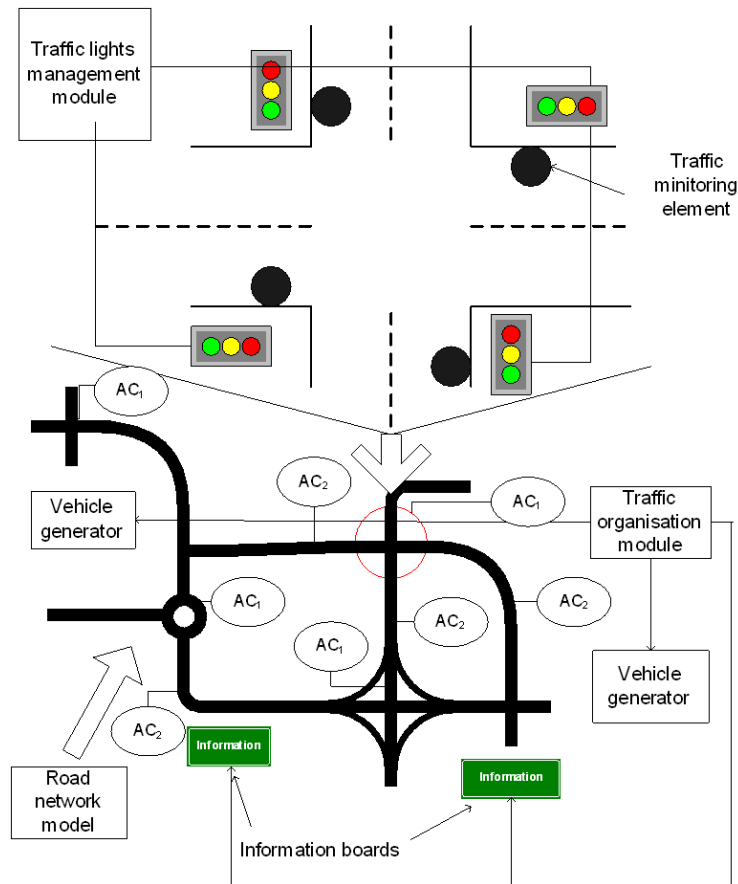 Traffic lights
management
module
Traffic
minitoring
element
AC₁
AC₂
AC₁
Vehicle
generator
Traffic
organisation
module
AC₁
AC₂
AC₂
AC₁
Vehicle
generator
AC₂
Information
Information
Road
network
model
Information boards